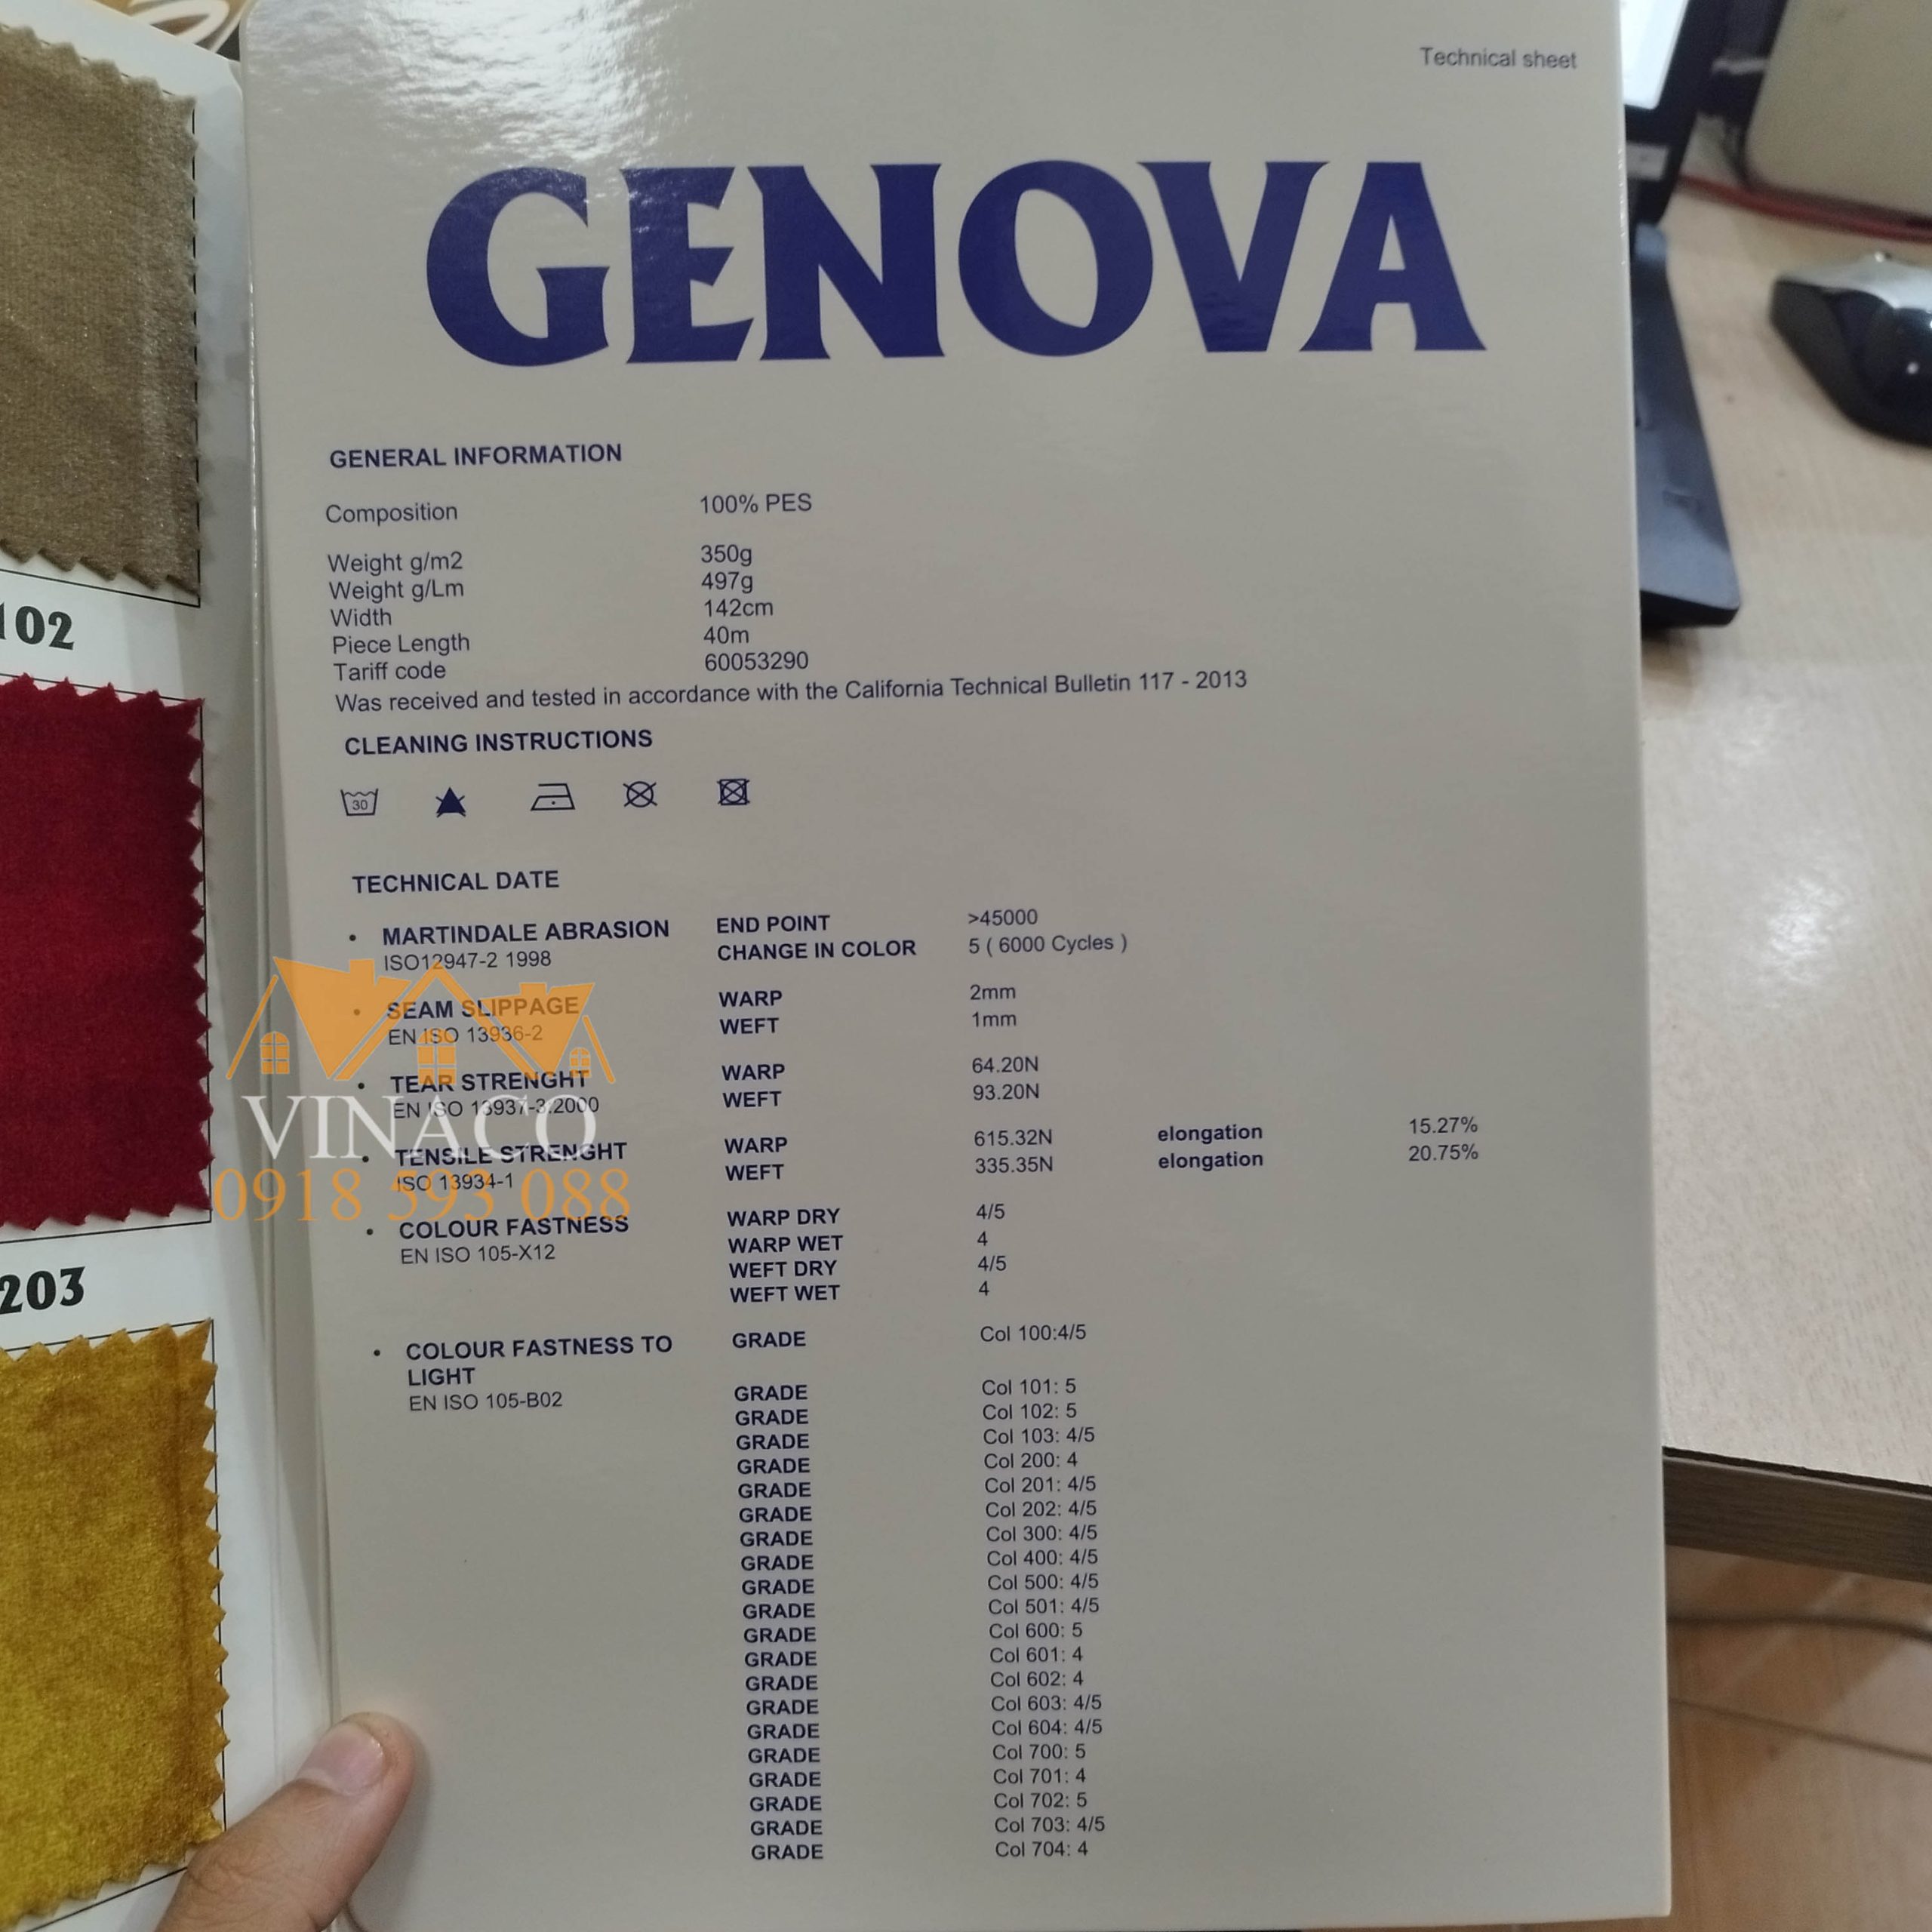 Technical sheet
GENOVA
GENERAL INFORMATION
Composition 100% PES
Weight g/m2 350g
Weight g/Lm 497g
Width 142cm
Piece Length 40m
Tariff code 60053290
Was received and tested in accordance with the California Technical Bulletin 117 - 2013
CLEANING INSTRUCTIONS
30
TECHNICAL DATE
• MARTINDALE ABRASION END POINT >45000
ISO12947-2 1998 CHANGE IN COLOR 5 ( 6000 Cycles )
• SEAM SLIPPAGE WARP 2mm
EN ISO 13936-2 WEFT 1mm
• TEAR STRENGHT WARP 64.20N
EN ISO 13937-3:2000 WEFT 93.20N
• TENSILE STRENGHT WARP 615.32N elongation 15.27%
ISO 13934-1 WEFT 335.35N elongation 20.75%
• COLOUR FASTNESS WARP DRY 4/5
EN ISO 105-X12 WARP WET 4
WEFT DRY 4/5
WEFT WET 4
• COLOUR FASTNESS TO GRADE Col 100:4/5
LIGHT
EN ISO 105-B02 GRADE Col 101: 5
GRADE Col 102: 5
GRADE Col 103: 4/5
GRADE Col 200: 4
GRADE Col 201: 4/5
GRADE Col 202: 4/5
GRADE Col 300: 4/5
GRADE Col 400: 4/5
GRADE Col 500: 4/5
GRADE Col 501: 4/5
GRADE Col 600: 5
GRADE Col 601: 4
GRADE Col 602: 4
GRADE Col 603: 4/5
GRADE Col 604: 4/5
GRADE Col 700: 5
GRADE Col 701: 4
GRADE Col 702: 5
GRADE Col 703: 4/5
GRADE Col 704: 4
102
203
VINACO
0918 593 088